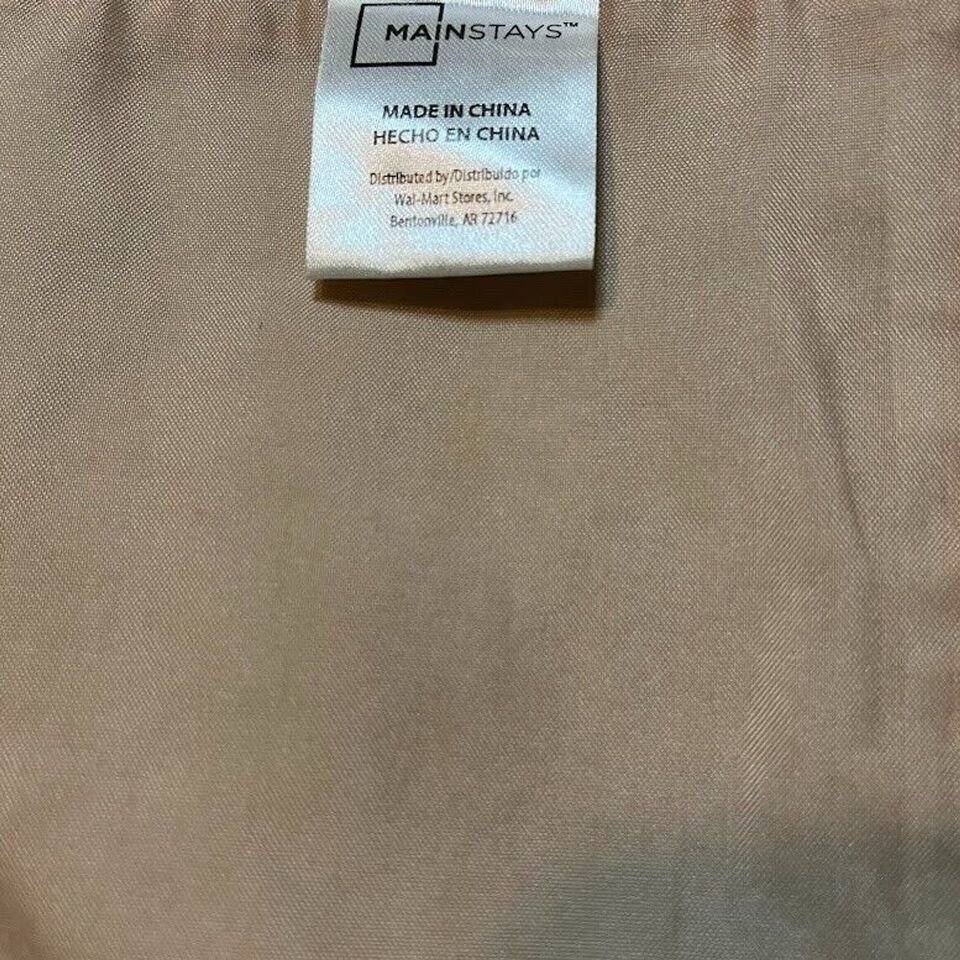 MAINSTAYS™
MADE IN CHINA
HECHO EN CHINA
Distributed by/Distribuido por
Wal-Mart Stores, Inc.
Bentonville, AR 72716